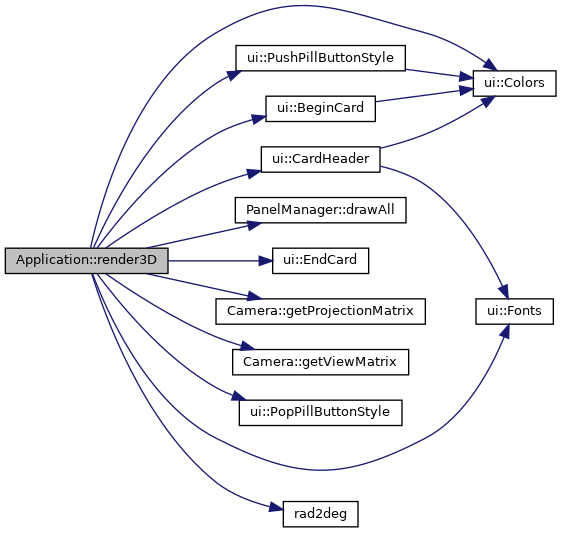 ui::PushPillButtonStyle
ui::Colors
ui::BeginCard
ui::CardHeader
PanelManager::drawAll
Application::render3D
ui::EndCard
Camera::getProjectionMatrix
ui::Fonts
Camera::getViewMatrix
ui::PopPillButtonStyle
rad2deg